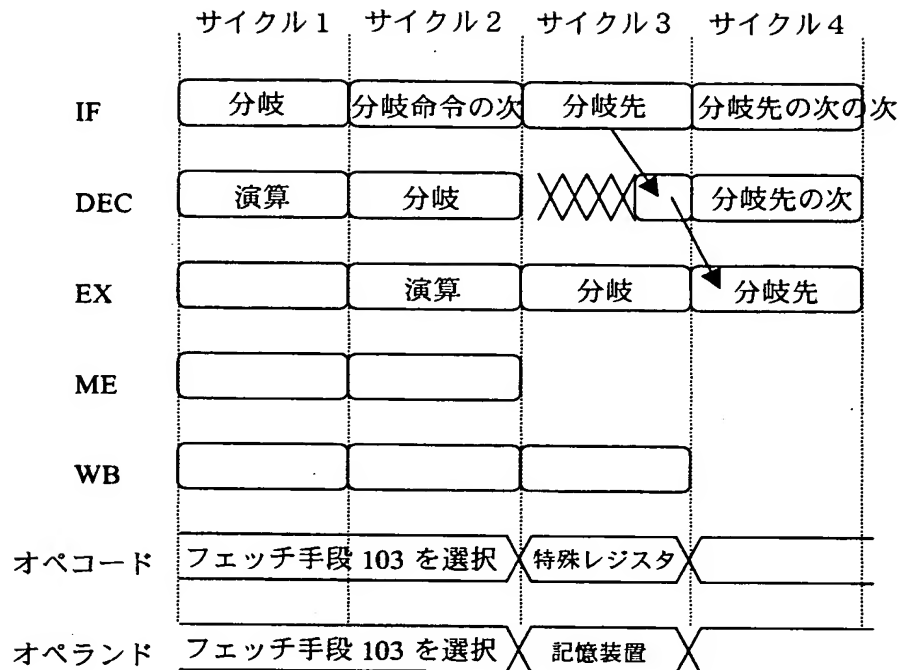 サイクル1 サイクル2 サイクル3 サイクル4
IF 分岐 分岐命令の次 分岐先 分岐先の次の次
DEC 演算 分岐 分岐先の次
EX 演算 分岐 分岐先
ME
WB
オペコード フェッチ手段 103 を選択 特殊レジスタ
オペランド フェッチ手段 103 を選択 記憶装置